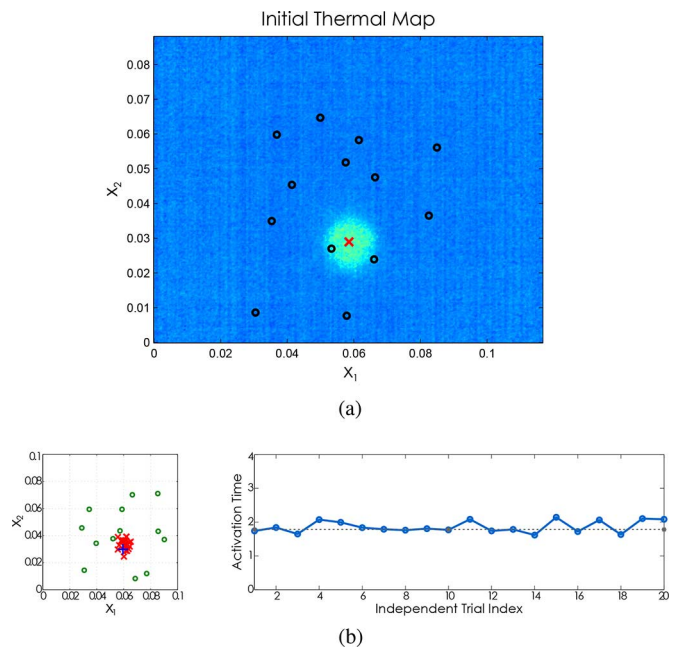 Initial Thermal Map
0.08
0.07
0.06
0.05
0.04
0.03
0.02
0.01
0
X2
0 0.02 0.04 0.06 0.08 0.1
X1
(a)
0.1
0.08
0.06
0.04
0.02
0.00
X2
0.00 0.02 0.04 0.06 0.08 0.1
X1
4
3
2
1
0
Activation Time
2 4 6 8 10 12 14 16 18 20
Independent Trial Index
(b)